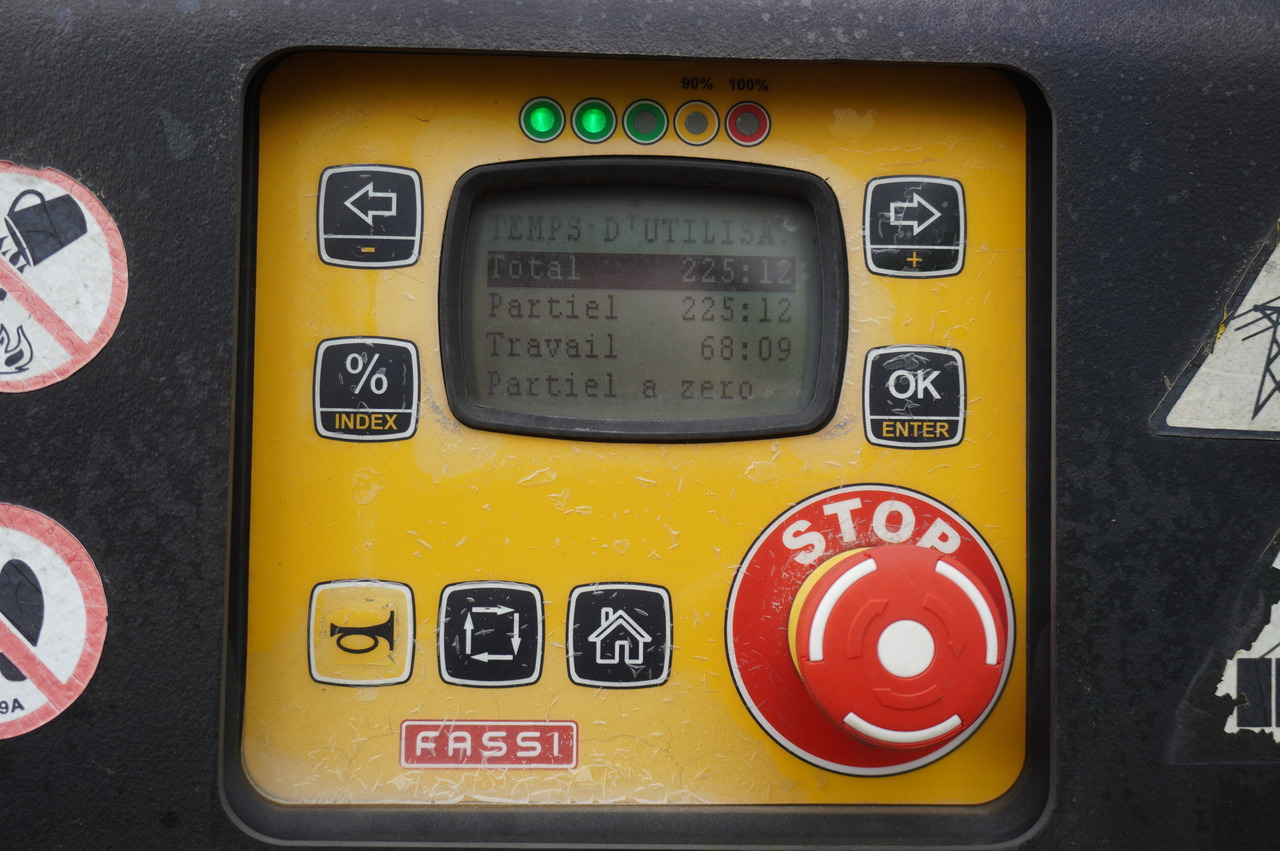 90% 100%
TEMPS D'UTILISA.
Total 225:12
Partiel 225:12
Travail 68:09
Partiel a zero
-
+
%
INDEX
OK
ENTER
STOP
FASSI
9A